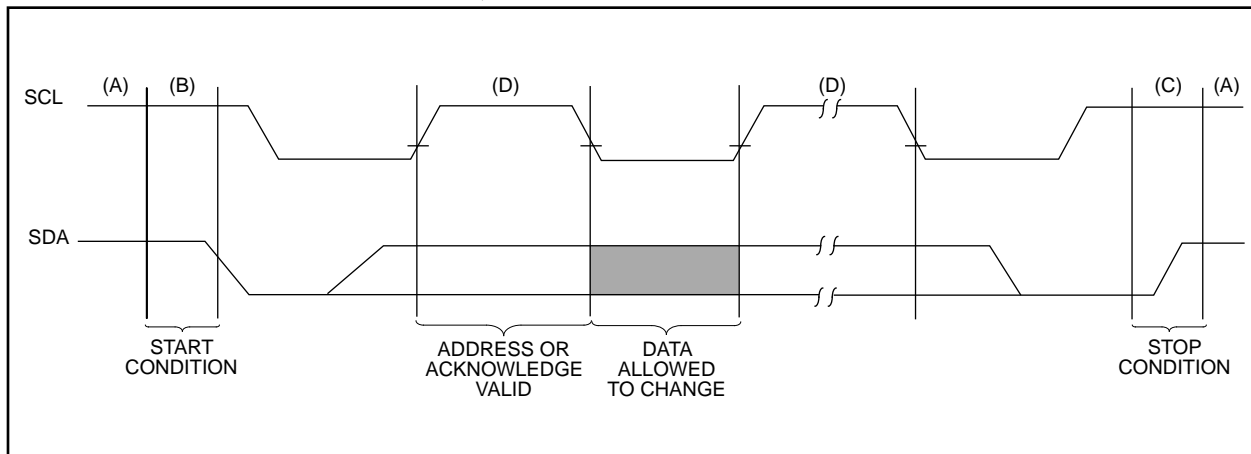 (A) (B) (D) (D) (C) (A)
SCL
SDA
START
CONDITION
ADDRESS OR
ACKNOWLEDGE
VALID
DATA
ALLOWED
TO CHANGE
STOP
CONDITION